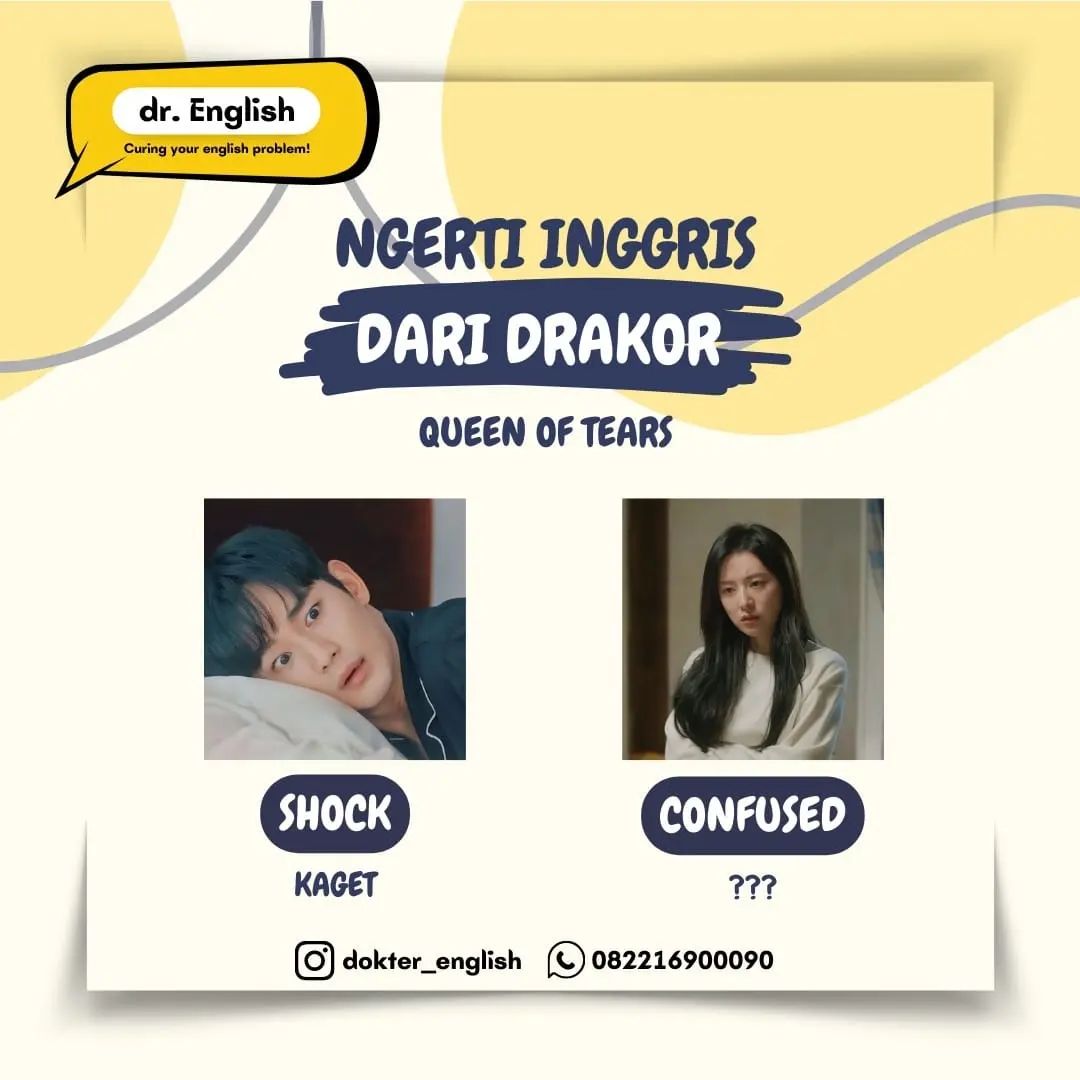 dr. English
Curing your english problem!
NGERTI INGGRIS
DARI DRAKOR
QUEEN OF TEARS
SHOCK
CONFUSED
KAGET
???
dokter_english
082216900090